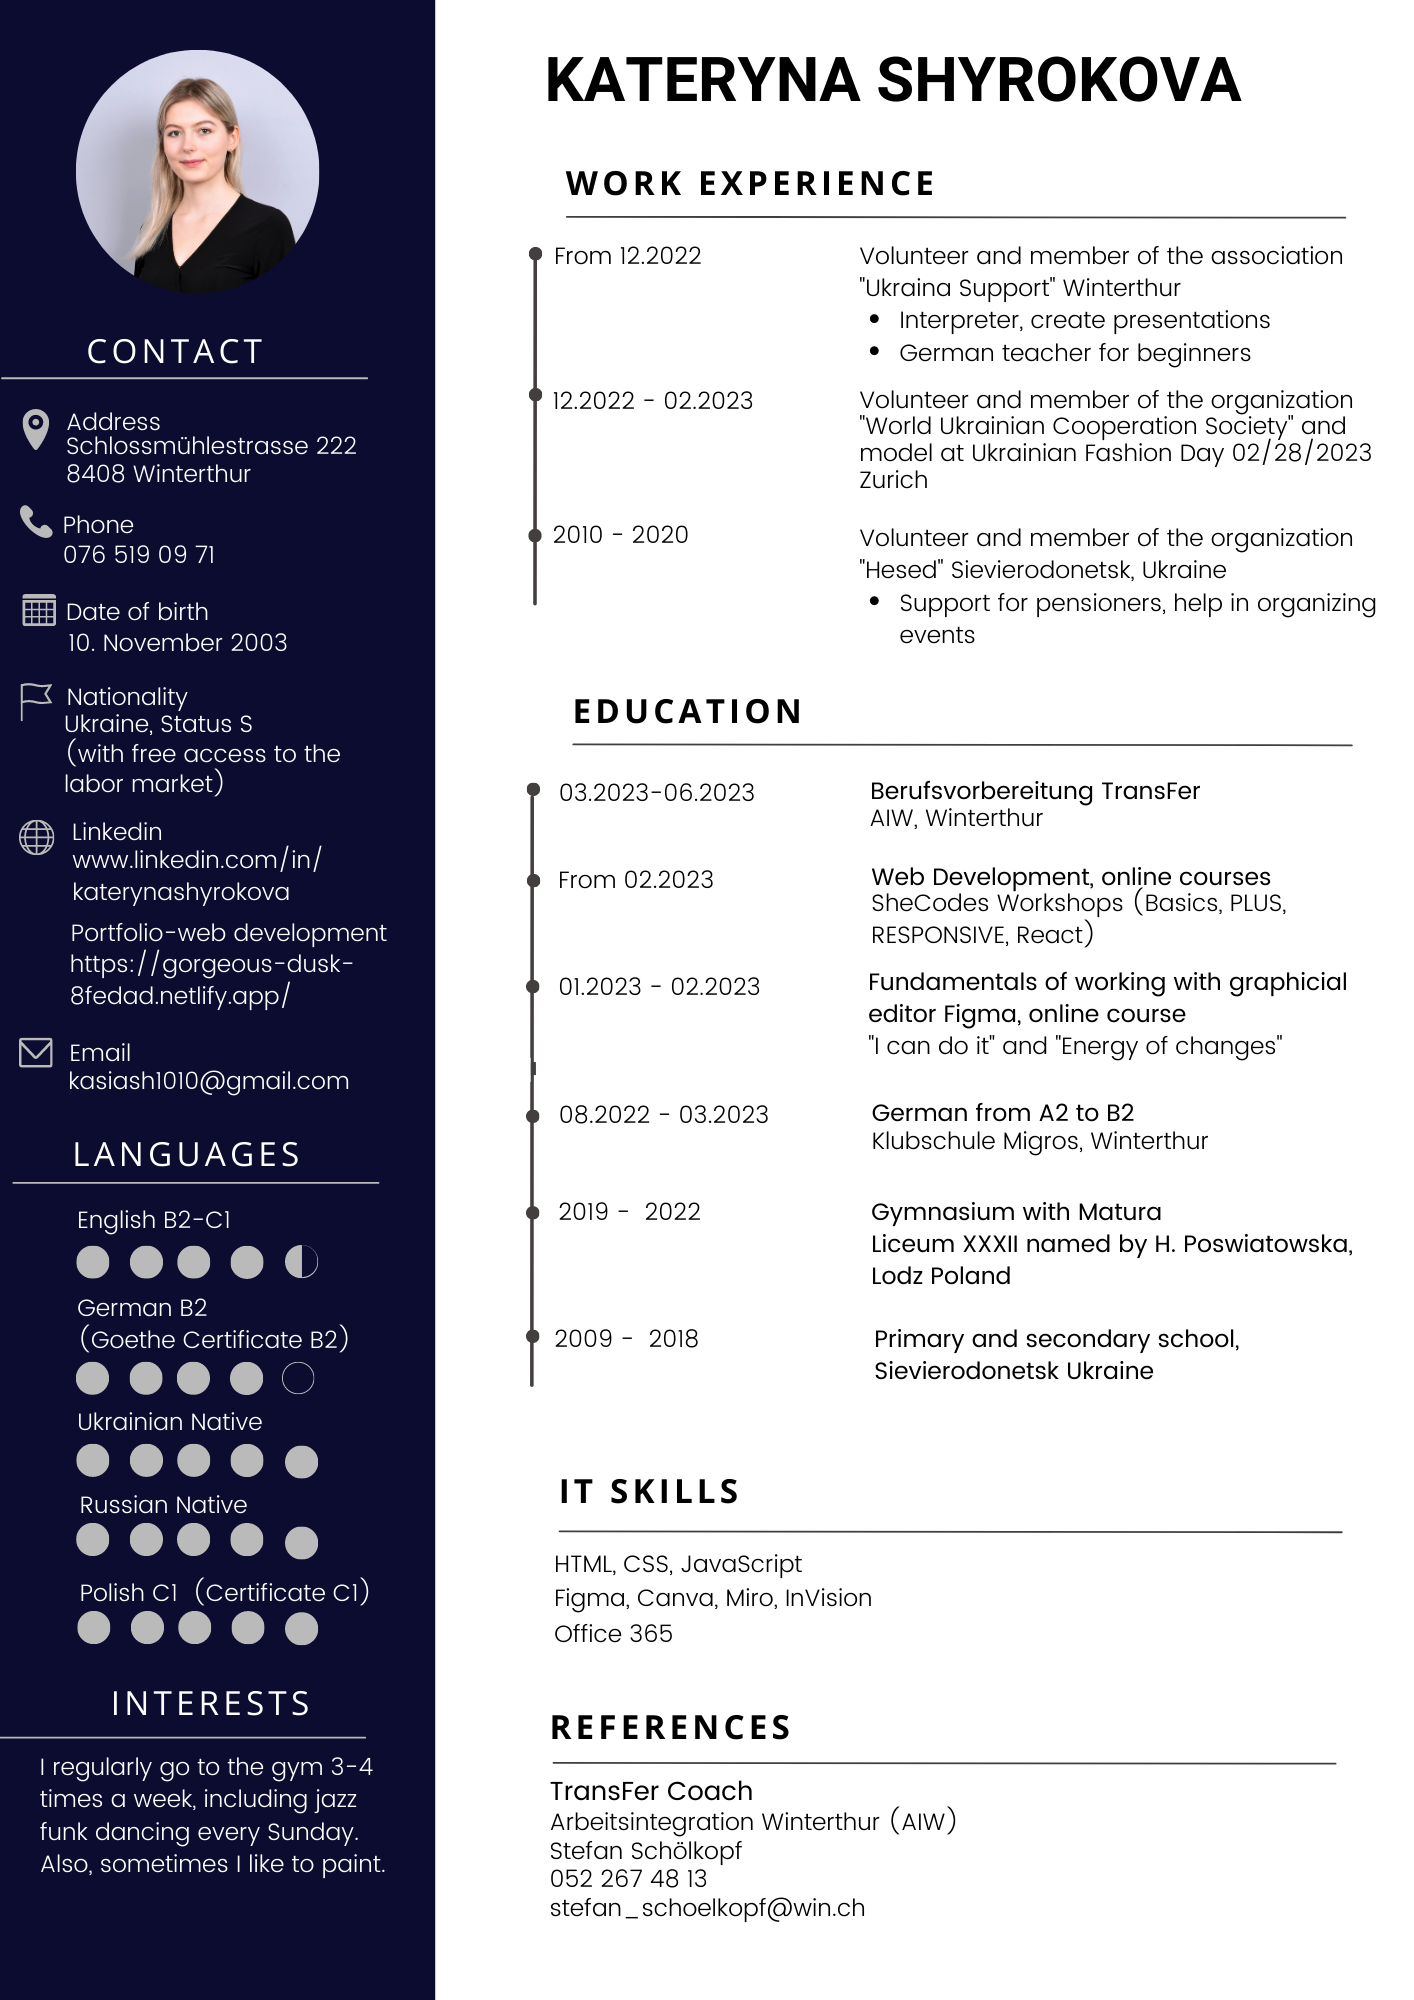 KATERYNA SHYROKOVA
CONTACT
Address
Schlossmühlestrasse 222
8408 Winterthur
Phone
076 519 09 71
Date of birth
10. November 2003
Nationality
Ukraine, Status S
(with free access to the
labor market)
Linkedin
www.linkedin.com/in/
katerynashyrokova
Portfolio-web development
https://gorgeous-dusk-
8fedad.netlify.app/
Email
kasiash1010@gmail.com
LANGUAGES
English B2-C1
German B2
(Goethe Certificate B2)
Ukrainian Native
Russian Native
Polish C1 (Certificate C1)
INTERESTS
I regularly go to the gym 3-4
times a week, including jazz
funk dancing every Sunday.
Also, sometimes I like to paint.
WORK EXPERIENCE
From 12.2022
Volunteer and member of the association
"Ukraina Support" Winterthur
• Interpreter, create presentations
• German teacher for beginners
12.2022 - 02.2023
Volunteer and member of the organization
"World Ukrainian Cooperation Society" and
model at Ukrainian Fashion Day 02/28/2023
Zurich
2010 - 2020
Volunteer and member of the organization
"Hesed" Sievierodonetsk, Ukraine
• Support for pensioners, help in organizing
events
EDUCATION
03.2023-06.2023
Berufsvorbereitung TransFer
AIW, Winterthur
From 02.2023
Web Development, online courses
SheCodes Workshops (Basics, PLUS,
RESPONSIVE, React)
01.2023 - 02.2023
Fundamentals of working with graphicial
editor Figma, online course
"I can do it" and "Energy of changes"
08.2022 - 03.2023
German from A2 to B2
Klubschule Migros, Winterthur
2019 - 2022
Gymnasium with Matura
Liceum XXXII named by H. Poswiatowska,
Lodz Poland
2009 - 2018
Primary and secondary school,
Sievierodonetsk Ukraine
IT SKILLS
HTML, CSS, JavaScript
Figma, Canva, Miro, InVision
Office 365
REFERENCES
TransFer Coach
Arbeitsintegration Winterthur (AIW)
Stefan Schölkopf
052 267 48 13
stefan_schoelkopf@win.ch